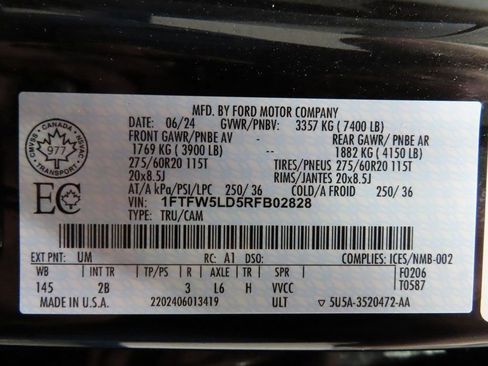 MFD. BY FORD MOTOR COMPANY
DATE: 06/24 GVWR/PNBV: 3357 KG ( 7400 LB)
FRONT GAWR/PNBE AV - -- REAR GAWR/ PNBE AR
1769 KG ( 3900 LB) 1882 KG ( 4150 LB)
275/60R20 115T TIRES/PNEUS 275/60R20 115T
20x8.5J RIMS/JANTES 20x8.5J
AT/A kPa/PSI/LPC 250/ 36 COLD/A FROID 250/ 36
VIN: 1FTFW5LD5RFB02828
TYPE: TRU/CAM
CANADA
977
TRANSPORT
EC
EXT PNT: UM RC: A1 DSO: COMPLIES: ICES/NMB-002
WB INT TR TP/PS R AXLE TR SPR F0206
145 2B 3 L6 H VVCC T0587
MADE IN U.S.A. 2202406013419 ULT ▽ 5U5A-3520472-AA